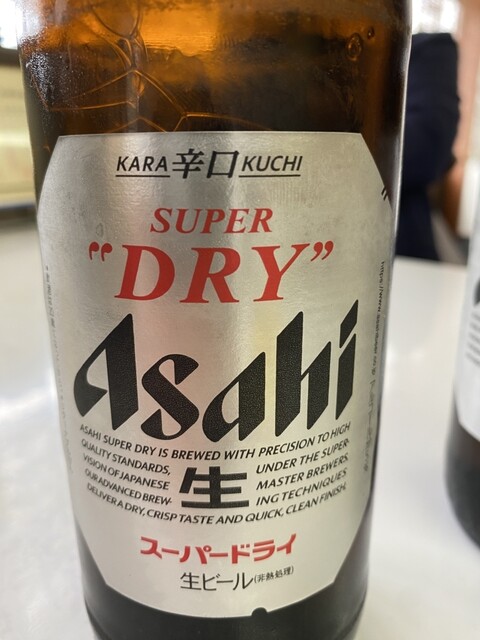 KARA 辛口 KUCHI
SUPER
"DRY"
Asahi
ASAHI SUPER DRY IS BREWED WITH PRECISION TO HIGH
QUALITY STANDARDS, UNDER THE SUPER-
VISION OF JAPANESE MASTER BREWERS.
OUR ADVANCED BREW- ING TECHNIQUES
DELIVER A DRY, CRISP TASTE AND QUICK, CLEAN FINISH.
生
スーパードライ
生ビール(非熱処理)